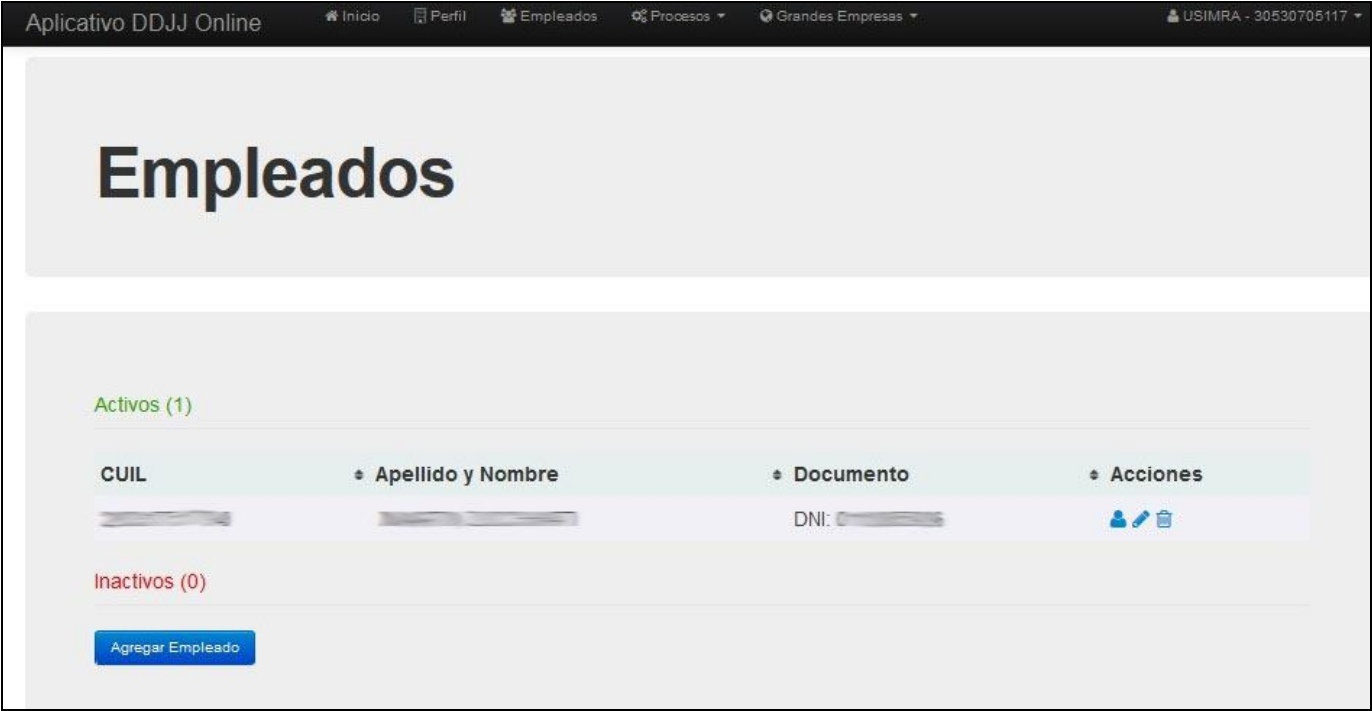 Aplicativo DDJJ Online Inicio Perfil Empleados Procesos Grandes Empresas USIMRA - 30530705117
Empleados
Activos (1)
CUIL Apellido y Nombre Documento Acciones
DNI:
Inactivos (0)
Agregar Empleado